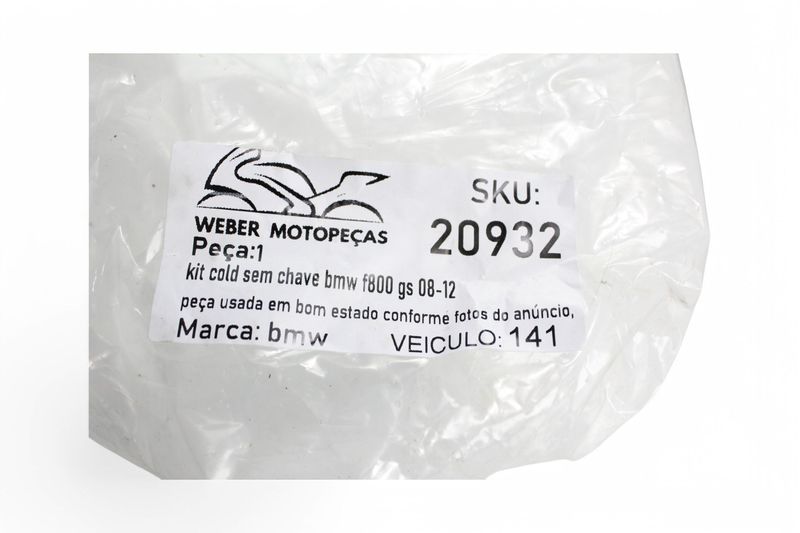 WEBER MOTOPEÇAS
SKU:
20932
Peça:1
kit cold sem chave bmw f800 gs 08-12
peça usada em bom estado conforme fotos do anúncio,
Marca: bmw
VEICULO: 141